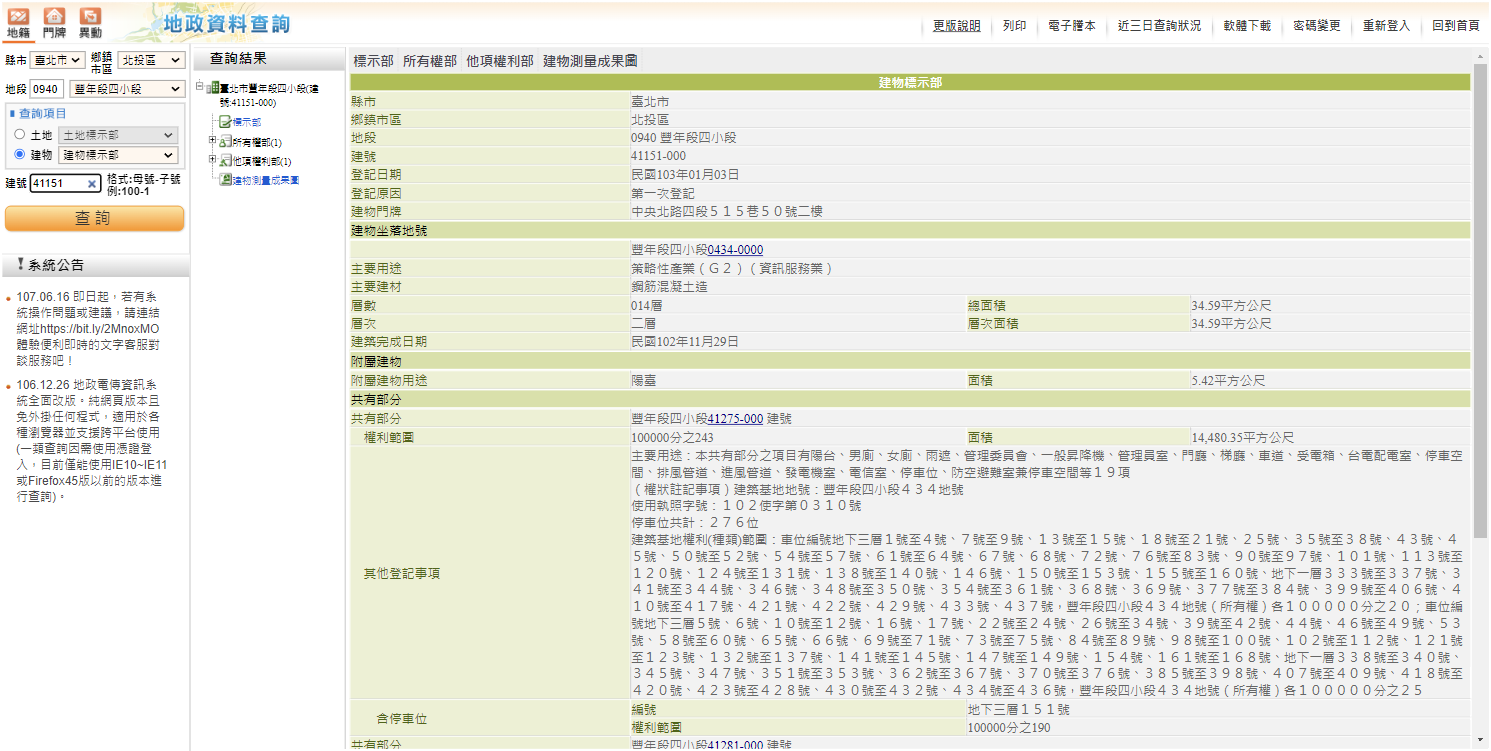 地籍 門牌 異動 地政資料查詢 更版說明 列印 電子謄本 近三日查詢狀況 軟體下載 密碼變更 重新登入 回到首頁
縣市 臺北市 鄉鎮市區 北投區
地段 0940 豐年段四小段
查詢項目
土地 土地標示部
建物 建物標示部
建號 41151 格式:母號-子號
例:100-1
查 詢
系統公告
107.06.16 即日起，若有系
統操作問題或建議，請連結
網址https://bit.ly/2MnoxMO
體驗便利即時的文字客服對
談服務吧！
106.12.26 地政電傳資訊系
統全面改版。純網頁版本且
免外掛任何程式，適用於各
種瀏覽器並支援跨平台使用
(一類查詢因需使用憑證登
入，目前僅能使用IE10~IE11
或Firefox45版以前的版本進
行查詢)。
查詢結果
臺北市豐年段四小段(建
號:41151-000)
標示部
所有權部(1)
他項權利部(1)
建物測量成果圖
標示部 所有權部 他項權利部 建物測量成果圖
建物標示部
縣市 臺北市
鄉鎮市區 北投區
地段 0940 豐年段四小段
建號 41151-000
登記日期 民國103年01月03日
登記原因 第一次登記
建物門牌 中央北路四段５１５巷５０號二樓
建物坐落地號
豐年段四小段0434-0000
主要用途 策略性產業（Ｇ２）（資訊服務業）
主要建材 鋼筋混凝土造
層數 014層 總面積 34.59平方公尺
層次 二層 層次面積 34.59平方公尺
建築完成日期 民國102年11月29日
附屬建物
附屬建物用途 陽臺 面積 5.42平方公尺
共有部分
共有部分 豐年段四小段41275-000 建號
權利範圍 100000分之243 面積 14,480.35平方公尺
其他登記事項
主要用途：本共有部分之項目有陽台、男廁、女廁、雨遮、管理委員會、一般昇降機、管理員室、門廳、梯廳、車道、受電箱、台電配電室、停車空
間、排風管道、進風管道、發電機室、電信室、停車位、防空避難室兼停車空間等１９項
（權狀註記事項）建築基地地號：豐年段四小段４３４地號
使用執照字號：１０２使字第０３１０號
停車位共計：２７６位
建築基地權利(種類)範圍：車位編號地下三層１號至４號、７號至９號、１３號至１５號、１８號至２１號、２５號、３５號至３８號、４３號、４
５號、５０號至５２號、５４號至５７號、６１號至６４號、６７號、６８號、７２號、７６號至８３號、９０號至９７號、１０１號、１１３號至
１２０號、１２４號至１３１號、１３８號至１４０號、１４６號、１５０號至１５３號、１５５號至１６０號、地下一層３３３號至３３７號、３
４１號至３４４號、３４６號、３４８號至３５０號、３５４號至３６１號、３６８號、３６９號、３７７號至３８４號、３９９號至４０６號、４
１０號至４１７號、４２１號、４２２號、４２９號、４３３號、４３７號，豐年段四小段４３４地號（所有權）各１０００００分之２０；車位編
號地下三層５號、６號、１０號至１２號、１６號、１７號、２２號至２４號、２６號至３４號、３９號至４２號、４４號、４６號至４９號、５３
號、５８號至６０號、６５號、６６號、６９號至７１號、７３號至７５號、８４號至８９號、９８號至１００號、１０２號至１１２號、１２１號
至１２３號、１３２號至１３７號、１４１號至１４５號、１４７號至１４９號、１５４號、１６１號至１６８號、地下一層３３８號至３４０號、
３４５號、３４７號、３５１號至３５３號、３６２號至３６７號、３７０號至３７６號、３８５號至３９８號、４０７號至４０９號、４１８號至
４２０號、４２３號至４２８號、４３０號至４３２號、４３４號至４３６號，豐年段四小段４３４地號（所有權）各１０００００分之２５
含停車位
編號 地下三層１５１號
權利範圍 100000分之190
共有部分 豐年段四小段41281-000 建號